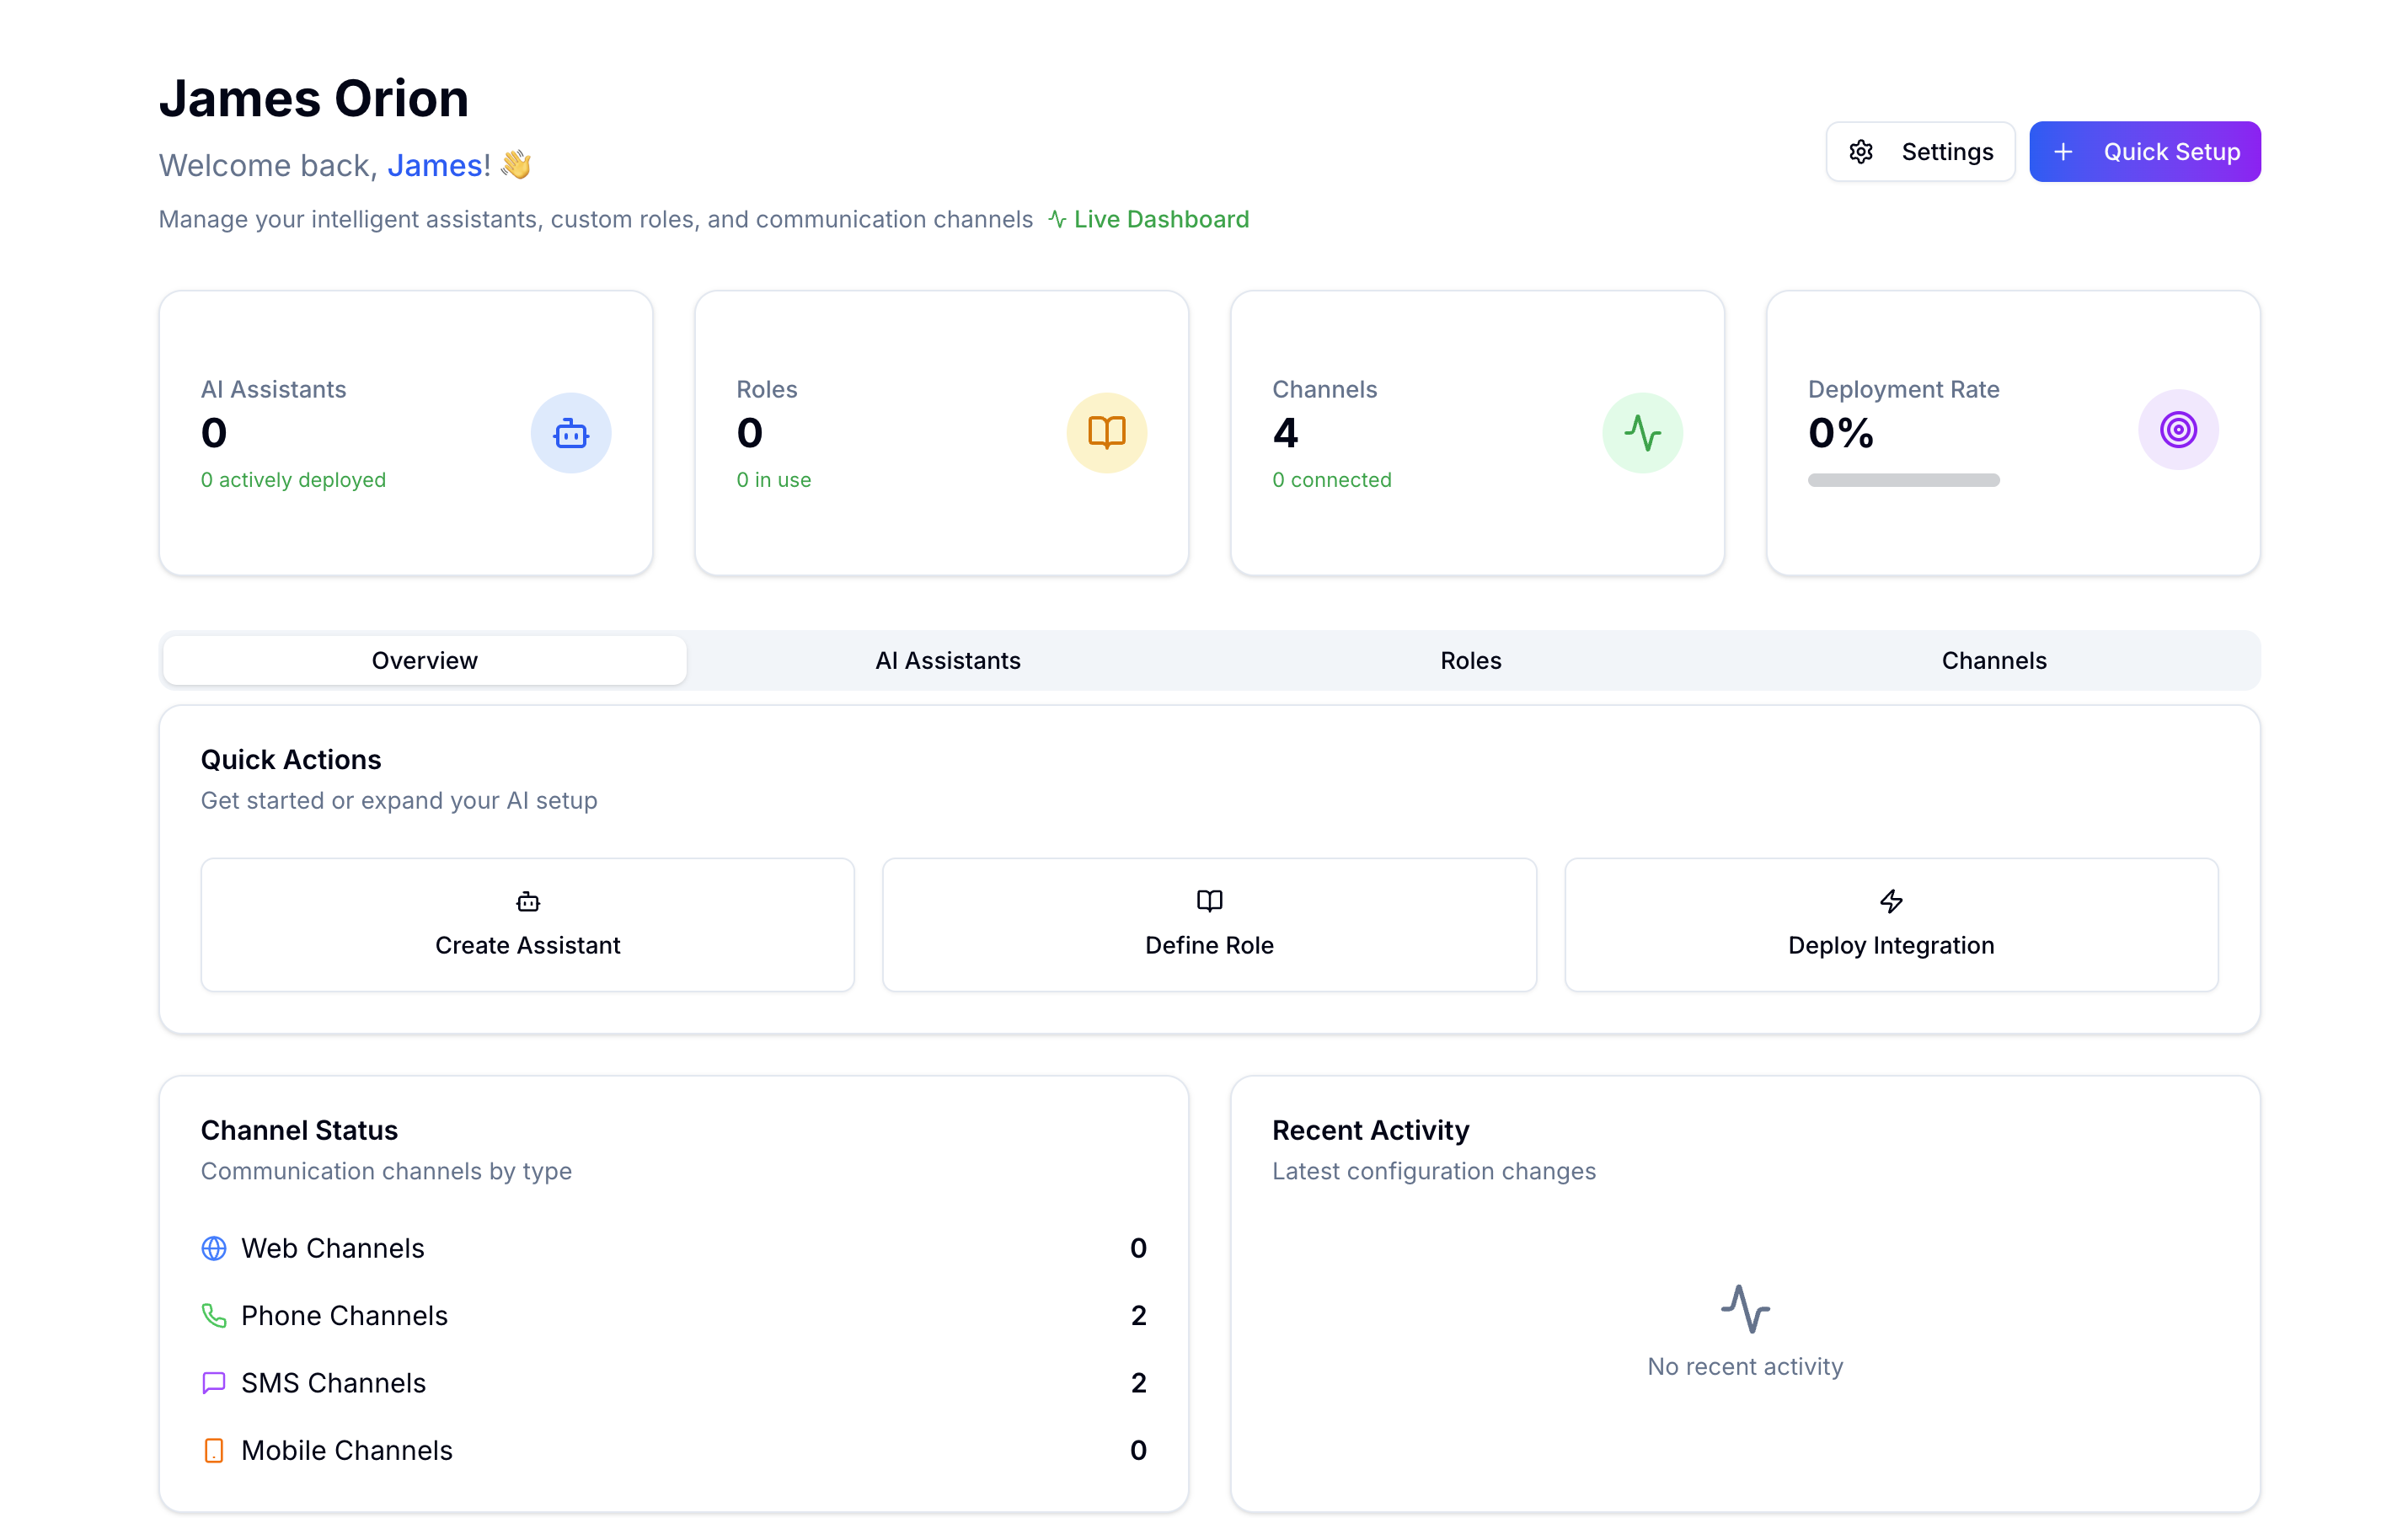 James Orion
Welcome back, James! 👋
Manage your intelligent assistants, custom roles, and communication channels Live Dashboard
Settings
Quick Setup
AI Assistants
0
0 actively deployed
Roles
0
0 in use
Channels
4
0 connected
Deployment Rate
0%
Overview
AI Assistants
Roles
Channels
Quick Actions
Get started or expand your AI setup
Create Assistant
Define Role
Deploy Integration
Channel Status
Communication channels by type
Web Channels 0
Phone Channels 2
SMS Channels 2
Mobile Channels 0
Recent Activity
Latest configuration changes
No recent activity